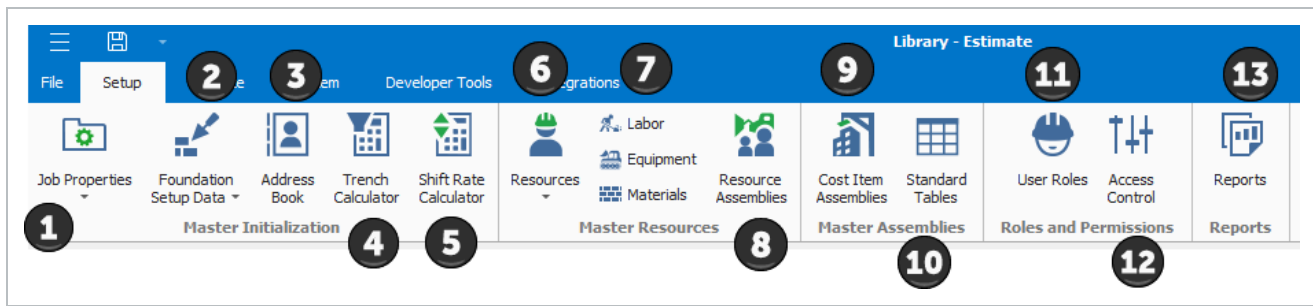 Library - Estimate
File Setup Developer Tools
2 3 6 7 9 11 13
Job Properties
Foundation
Setup Data
Address
Book
Trench
Calculator
Shift Rate
Calculator
Resources
Labor
Equipment
Materials
Resource
Assemblies
Cost Item
Assemblies
Standard
Tables
User Roles
Access
Control
Reports
Master Initialization
Master Resources
Master Assemblies
Roles and Permissions
Reports
1 4 5 8 10 12